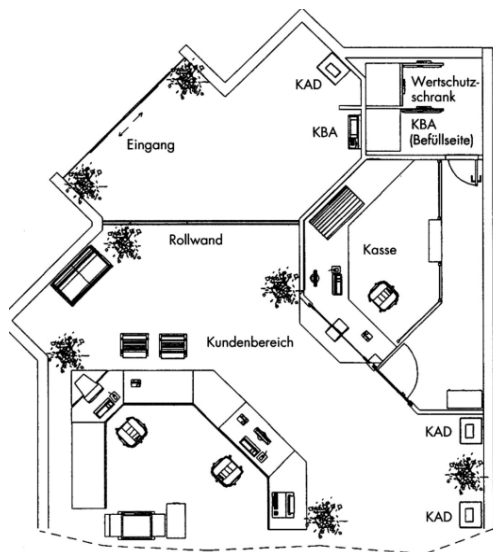 KAD
Wertschutz-
schrank
KBA
KBA
(Befüllseite)
Eingang
Rollwand
Kasse
Kundenbereich
KAD
KAD